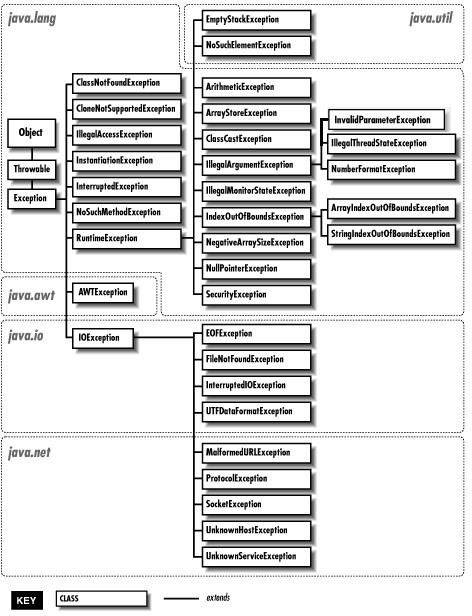 java.lang
java.util
EmptyStackException
NoSuchElementException
ClassNotFoundException
CloneNotSupportedException
IllegalAccessException
InstantiationException
InterruptedException
NoSuchMethodException
RuntimeException
Object
Throwable
Exception
ArithmeticException
ArrayStoreException
ClassCastException
IllegalArgumentException
IllegalMonitorStateException
IndexOutOfBoundsException
NegativeArraySizeException
NullPointerException
SecurityException
InvalidParameterException
IllegalThreadStateException
NumberFormatException
ArrayIndexOutOfBoundsException
StringIndexOutOfBoundsException
java.awt
AWTException
java.io
IOException
EOFException
FileNotFoundException
InterruptedIOException
UTFDataFormatException
java.net
MalformedURLException
ProtocolException
SocketException
UnknownHostException
UnknownServiceException
KEY
CLASS
extends